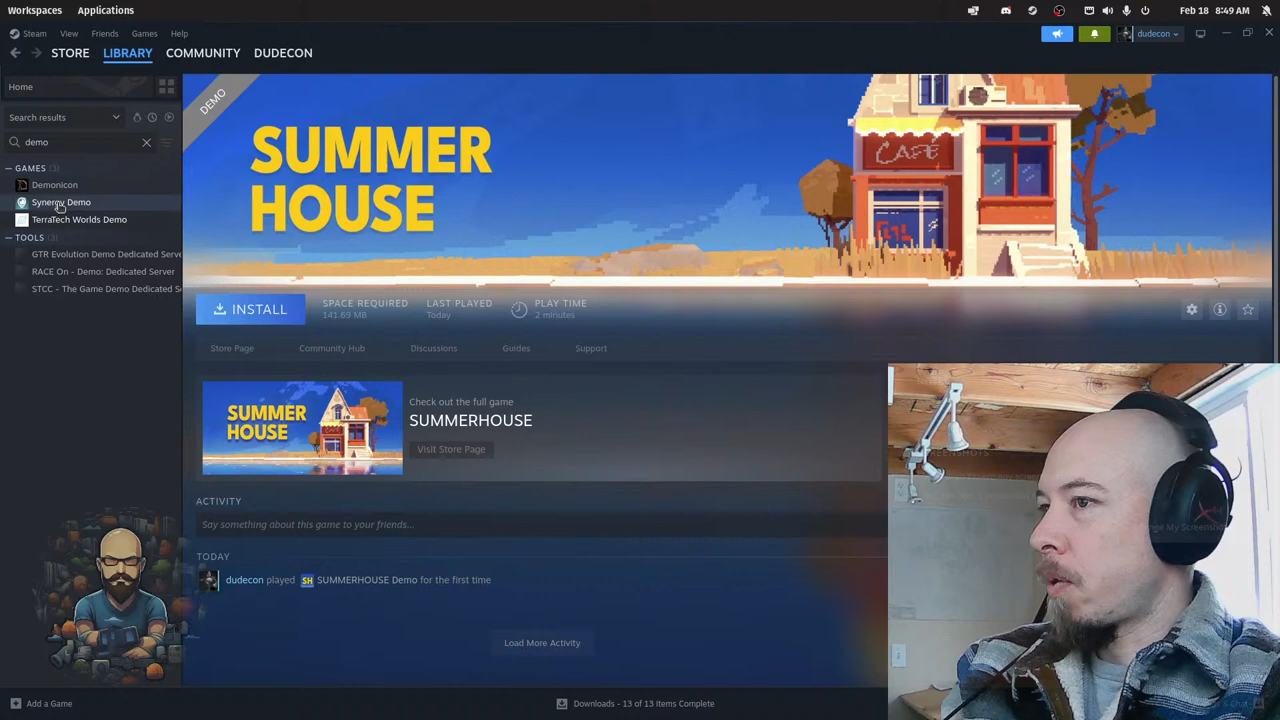 Workspaces Applications Feb 18 8:49 AM
Steam View Friends Games Help dudecon
STORE LIBRARY COMMUNITY DUDECON
Home
Search results
demo
GAMES (3)
Demonicon
Synergy Demo
TerraTech Worlds Demo
TOOLS (3)
GTR Evolution Demo Dedicated Serve
RACE On - Demo: Dedicated Server
STCC - The Game Demo Dedicated S
DEMO
SUMMER
HOUSE
CAFÉ
INSTALL
SPACE REQUIRED
141.69 MB
LAST PLAYED
Today
PLAY TIME
2 minutes
Store Page Community Hub Discussions Guides Support
SUMMER
HOUSE
Check out the full game
SUMMERHOUSE
Visit Store Page
ACTIVITY
Say something about this game to your friends...
TODAY
dudecon played SH SUMMERHOUSE Demo for the first time
Load More Activity
Add a Game
Downloads - 13 of 13 Items Complete